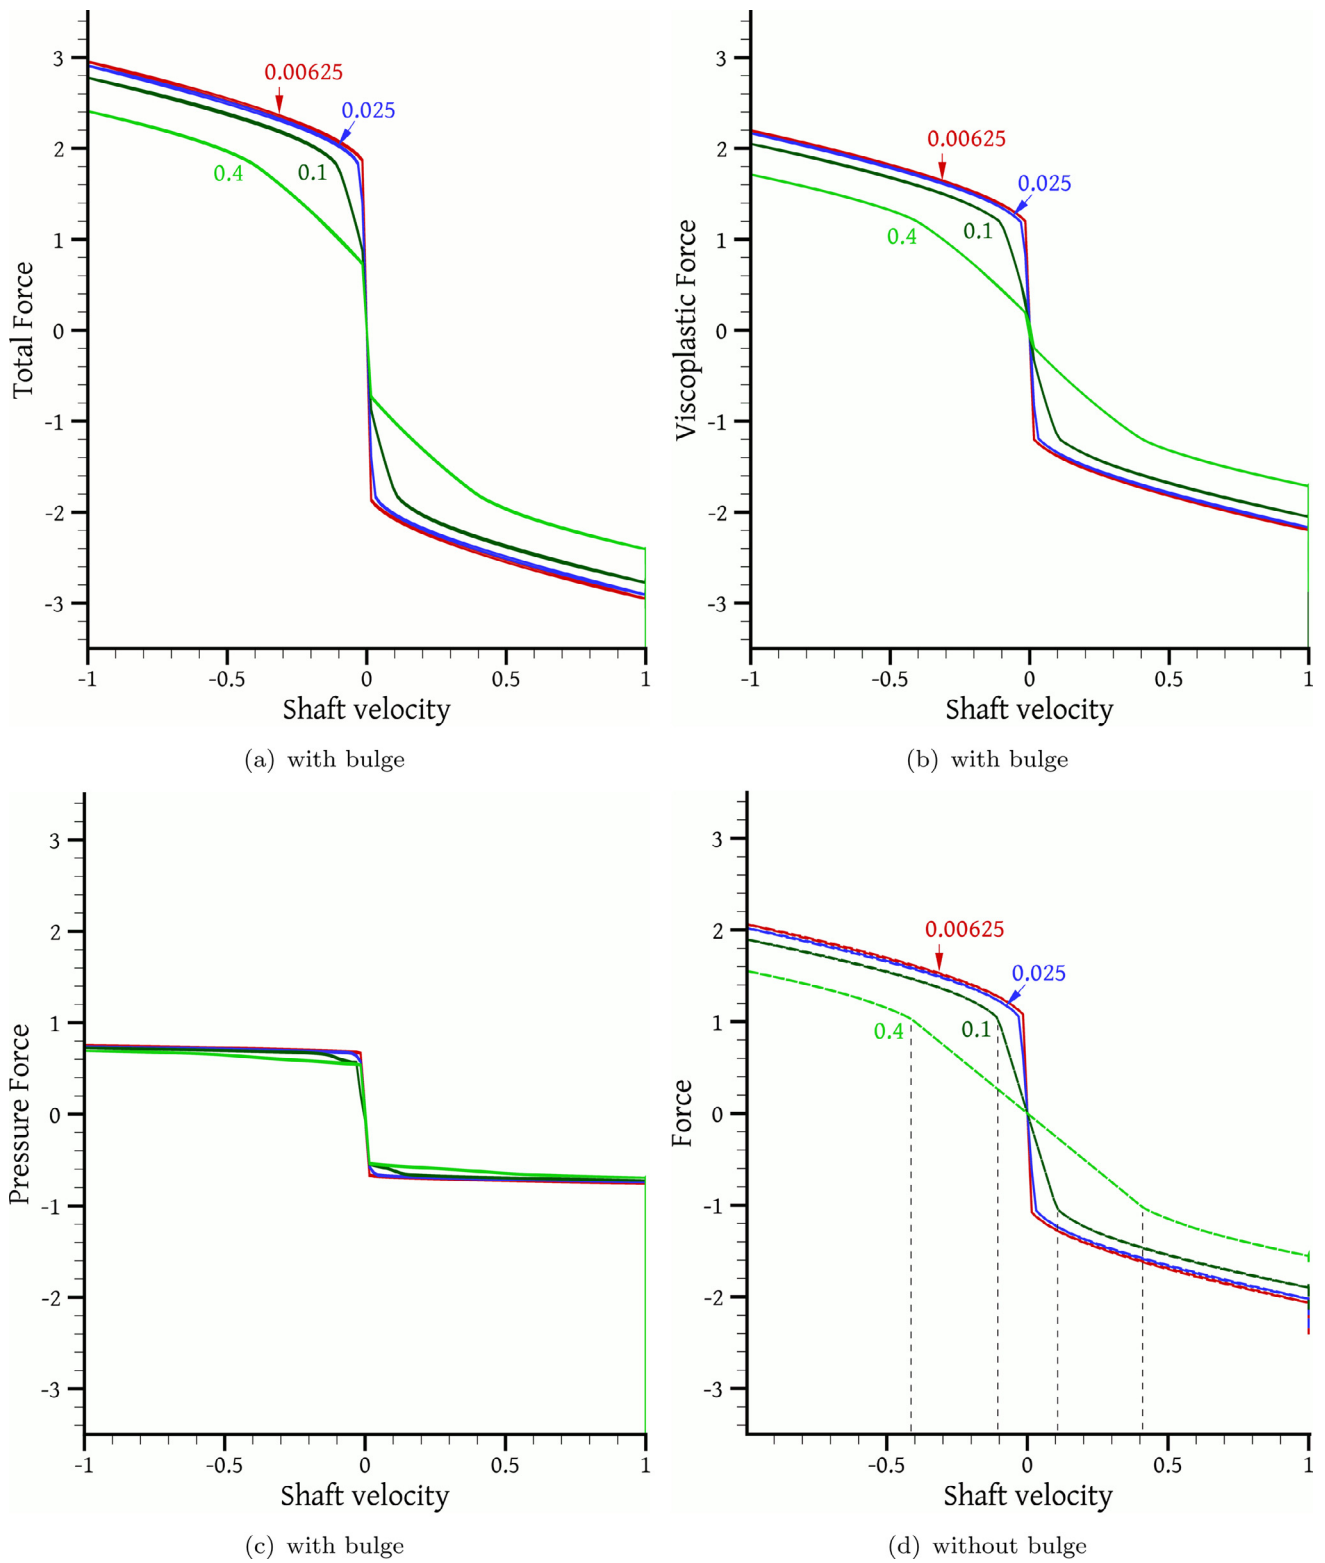 3
2
1
0
-1
-2
-3
Total Force
0.00625
0.025
0.4
0.1
-1 -0.5 0 0.5 1
Shaft velocity
(a) with bulge
3
2
1
0
-1
-2
-3
Viscoplastic Force
0.00625
0.025
0.4
0.1
-1 -0.5 0 0.5 1
Shaft velocity
(b) with bulge
3
2
1
0
-1
-2
-3
Pressure Force
-1 -0.5 0 0.5 1
Shaft velocity
(c) with bulge
3
2
1
0
-1
-2
-3
Force
0.00625
0.025
0.4
0.1
-0.5 0 0.5 1
Shaft velocity
(d) without bulge